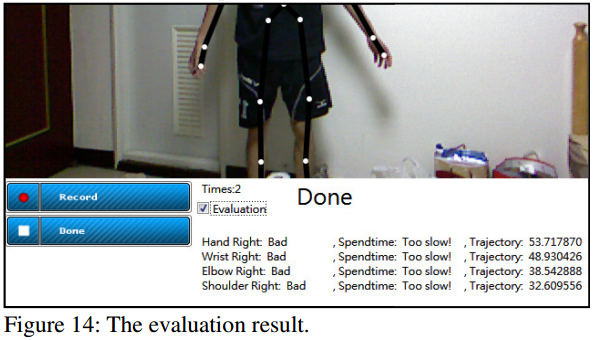 Record
Done
Times:2
Done
Evaluation
Hand Right: Bad , Spendtime: Too slow! , Trajectory: 53.717870
Wrist Right: Bad , Spendtime: Too slow! , Trajectory: 48.930426
Elbow Right: Bad , Spendtime: Too slow! , Trajectory: 38.542888
Shoulder Right: Bad , Spendtime: Too slow! , Trajectory: 32.609556
Figure 14: The evaluation result.